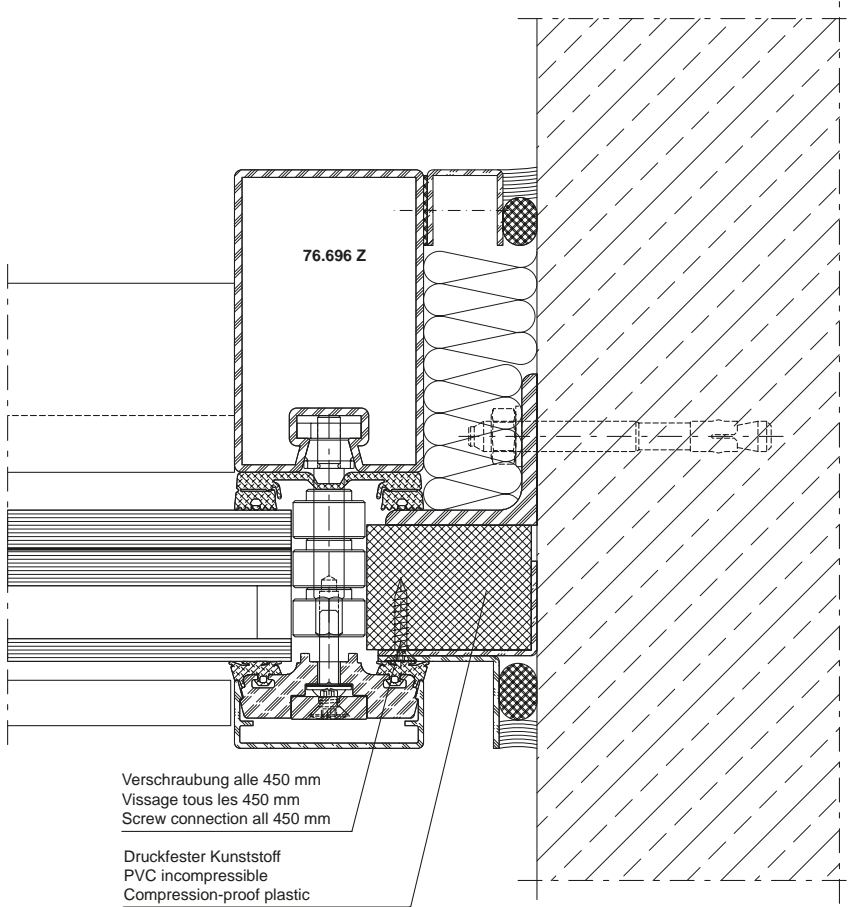 76.696 Z
Verschraubung alle 450 mm
Vissage tous les 450 mm
Screw connection all 450 mm
Druckfester Kunststoff
PVC incompressible
Compression-proof plastic